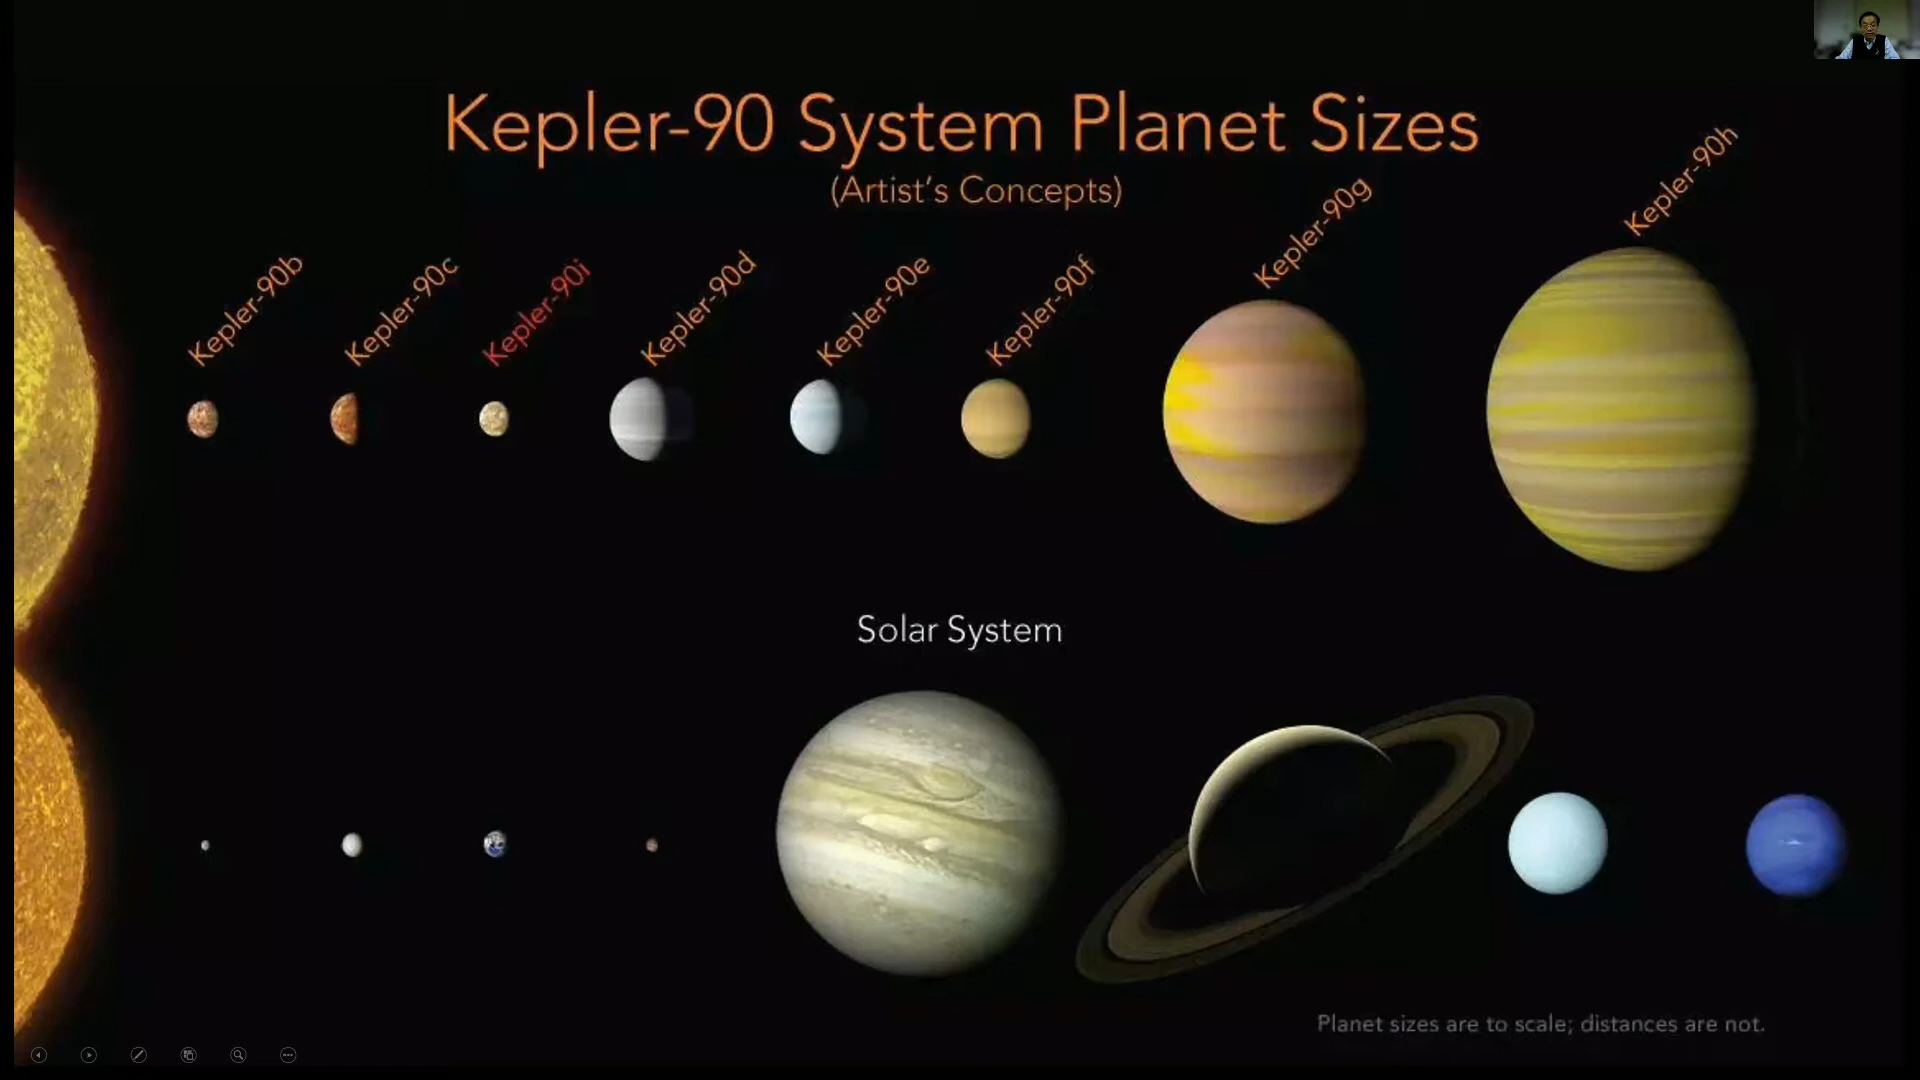 Kepler-90 System Planet Sizes
(Artist's Concepts)
Kepler-90b
Kepler-90c
Kepler-90i
Kepler-90d
Kepler-90e
Kepler-90f
Kepler-90g
Kepler-90h
Solar System
Planet sizes are to scale; distances are not.